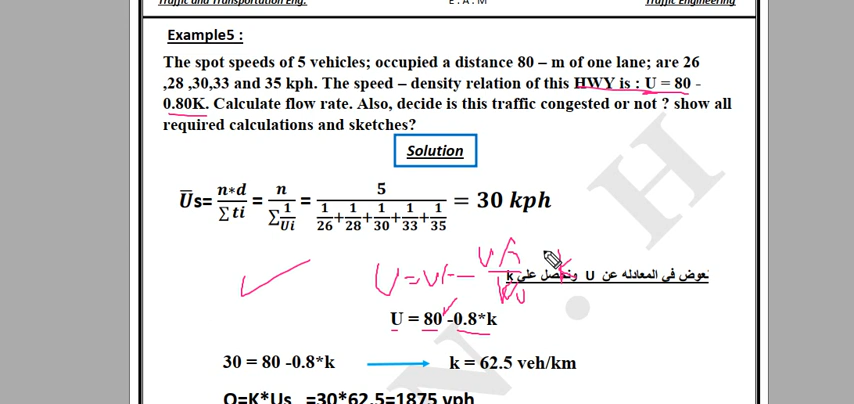 Traffic and Transportation Eng. E . A . M Traffic Engineering
Example5 :
The spot speeds of 5 vehicles; occupied a distance 80 – m of one lane; are 26
,28 ,30,33 and 35 kph. The speed – density relation of this HWY is : U = 80 -
0.80K. Calculate flow rate. Also, decide is this traffic congested or not ? show all
required calculations and sketches?
Solution
Ūs= n*d / ∑ ti = n / ∑ 1/Ui = 5 / (1/26 + 1/28 + 1/30 + 1/33 + 1/35) = 30 kph
نعوض في المعادله عن U ونحصل على k
U = 80 -0.8*k
30 = 80 -0.8*k k = 62.5 veh/km
Q=K*Us =30*62.5=1875 vph